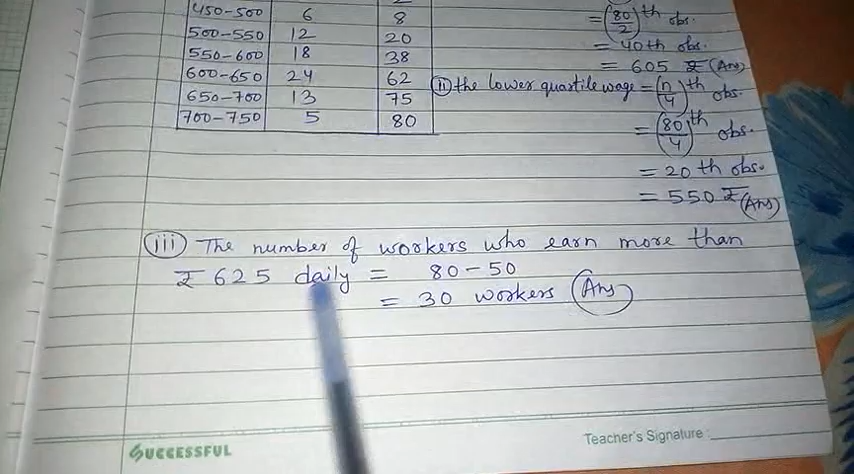 450-500 6 8
500-550 12 20
550-600 18 38
600-650 24 62
650-700 13 75
700-750 5 80
= (80/2)th obs.
= 40th obs.
= 605 ₹ (Ans)
(ii) the lower quartile wage = (n/4)th obs.
= (80/4)th obs.
= 20th obs.
= 550 ₹ (Ans)
(iii) The number of workers who earn more than
₹ 625 daily = 80-50
= 30 workers (Ans)
SUCCESSFUL
Teacher's Signature: